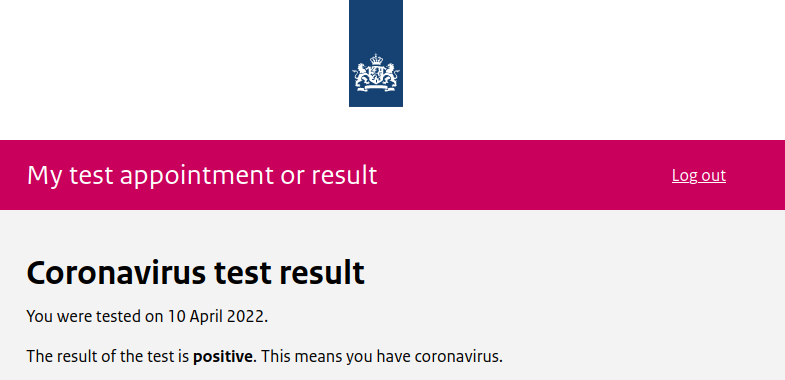 My test appointment or result
Log out
Coronavirus test result
You were tested on 10 April 2022.
The result of the test is positive. This means you have coronavirus.